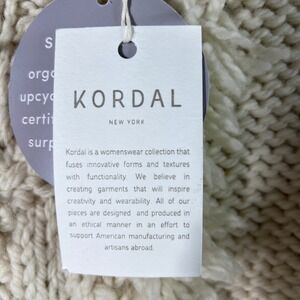 S
orga
upcyc
certi
surp
KORDAL
NEW YORK
Kordal is a womenswear collection that
fuses innovative forms and textures
with functionality. We believe in
creating garments that will inspire
creativity and wearability. All of our
pieces are designed and produced in
an ethical manner in an effort to
support American manufacturing and
artisans abroad.